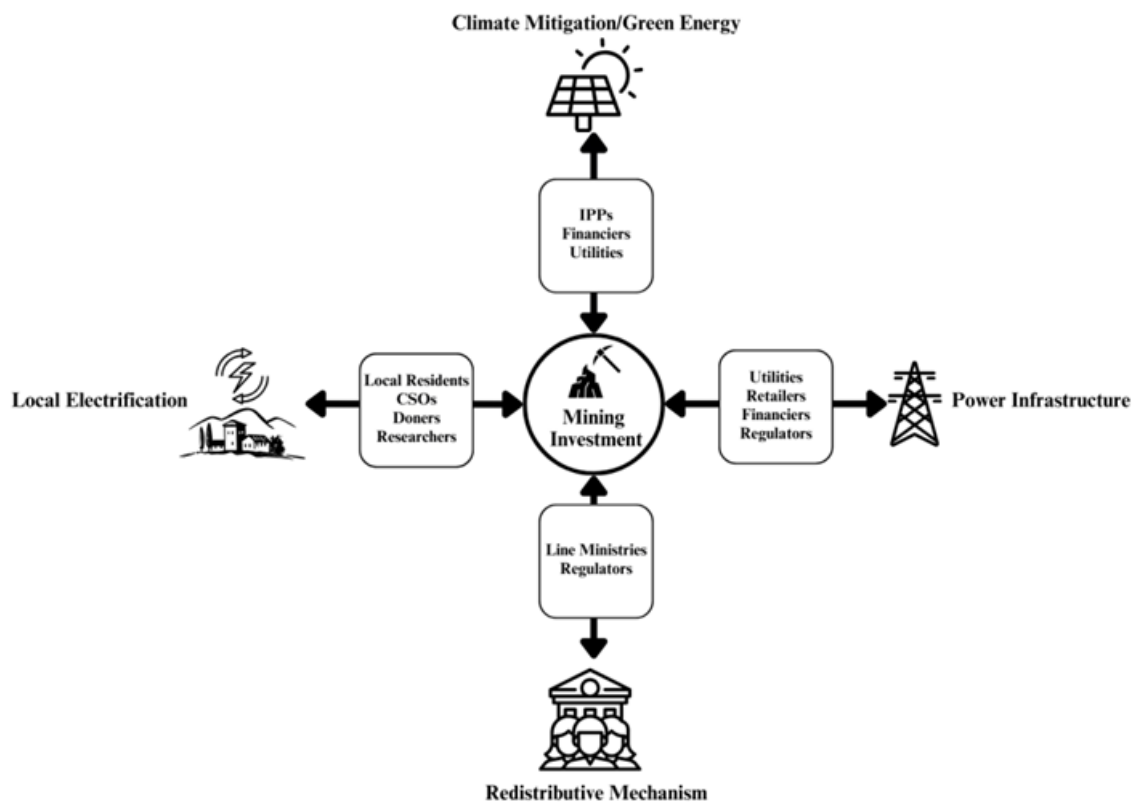 Climate Mitigation/Green Energy
IPPs
Financiers
Utilities
Local Electrification
Local Residents
CSOs
Doners
Researchers
Mining
Investment
Utilities
Retailers
Financiers
Regulators
Power Infrastructure
Line Ministries
Regulators
Redistributive Mechanism